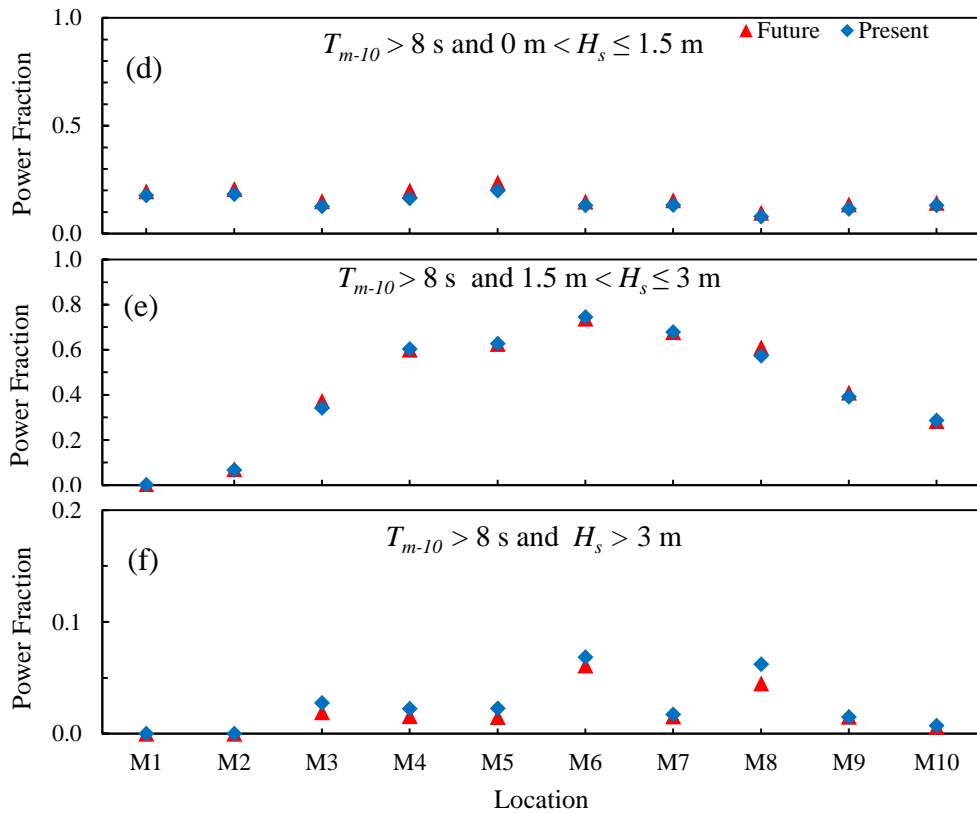 1.0
T_{m-10} > 8 s and 0 m < H_s ≤ 1.5 m
Future
Present
(d)
Power Fraction
0.5
0.0
1.0
T_{m-10} > 8 s and 1.5 m < H_s ≤ 3 m
(e)
Power Fraction
0.8
0.6
0.4
0.2
0.0
0.2
T_{m-10} > 8 s and H_s > 3 m
(f)
Power Fraction
0.1
0.0
M1 M2 M3 M4 M5 M6 M7 M8 M9 M10
Location